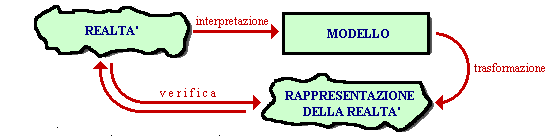 REALTA'
interpretazione
MODELLO
trasformazione
verifica
RAPPRESENTAZIONE
DELLA REALTA'